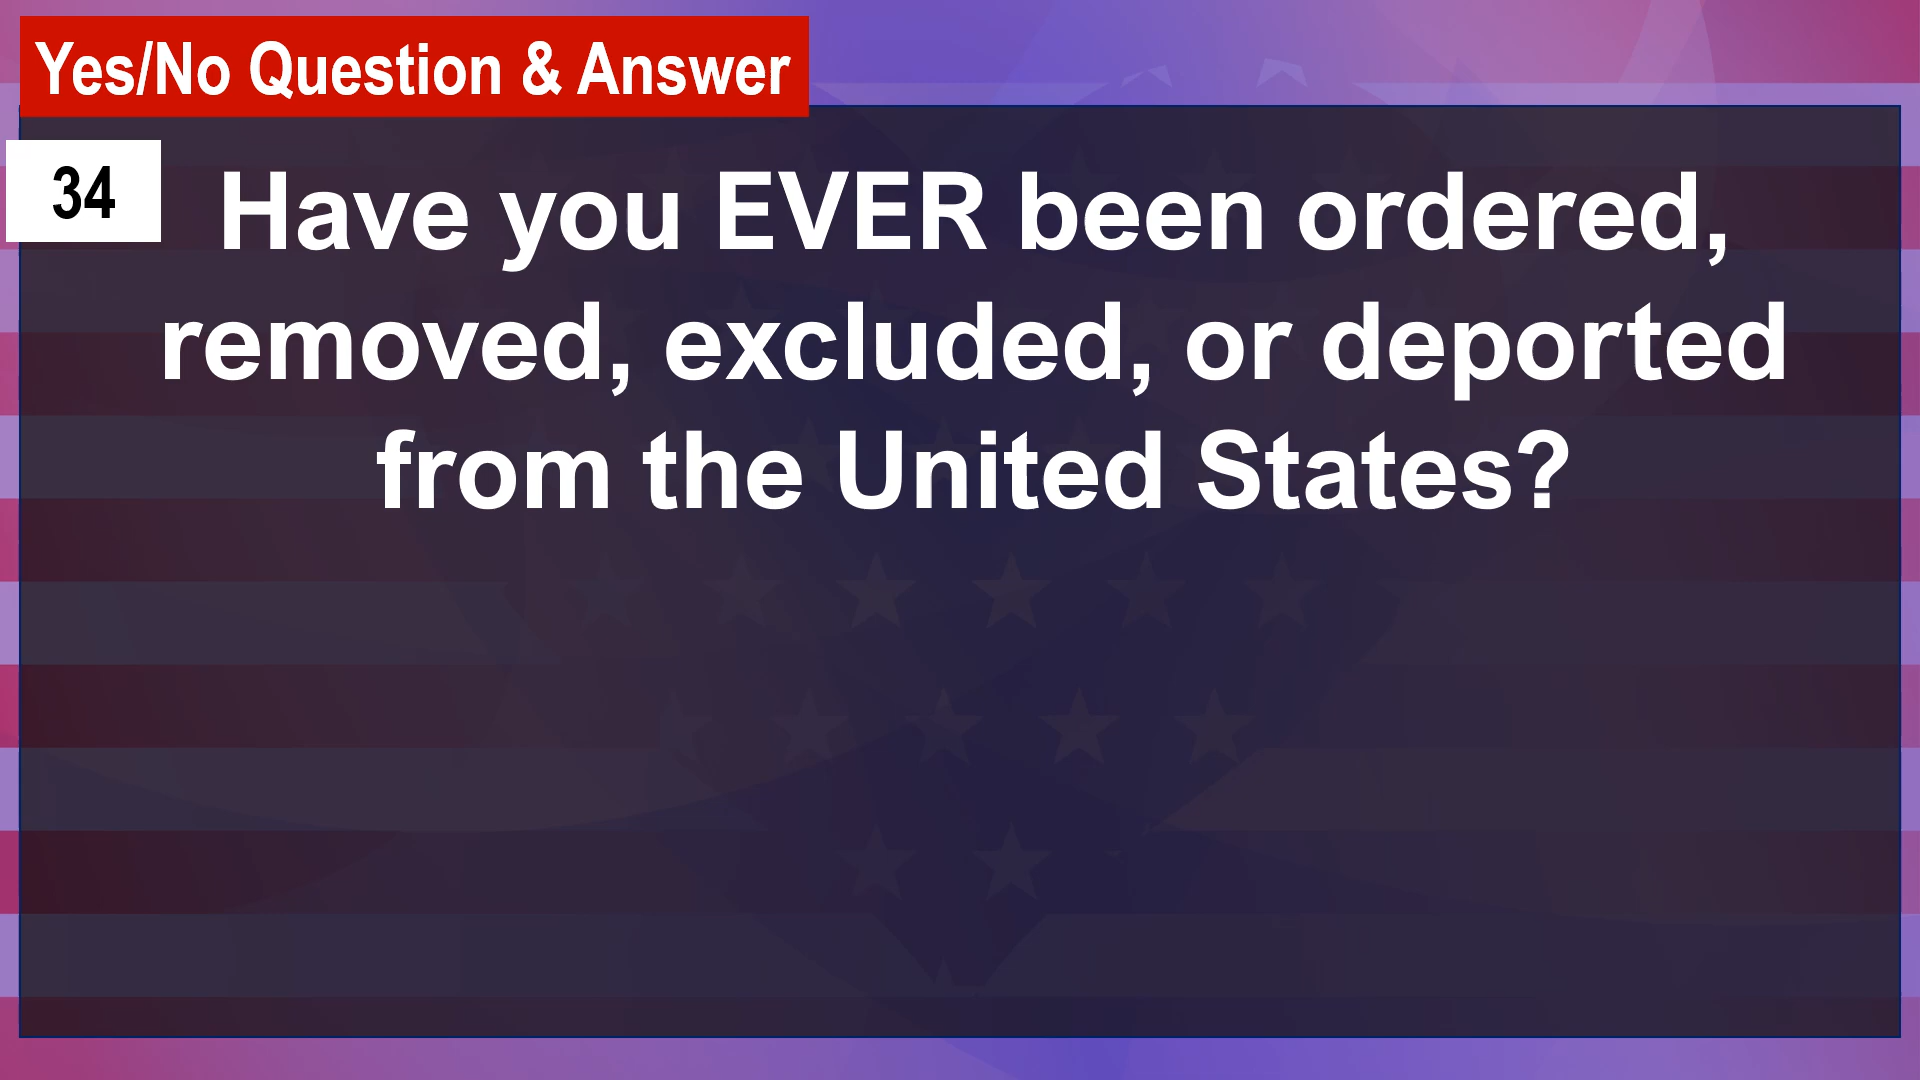 Yes/No Question & Answer
34
Have you EVER been ordered,
removed, excluded, or deported
from the United States?